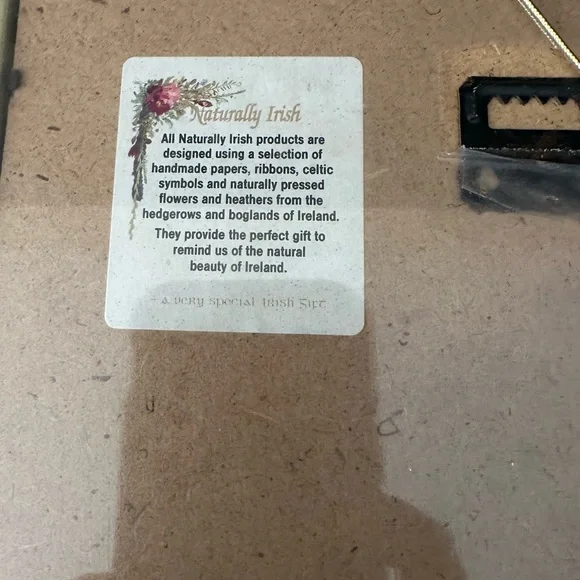 Naturally Irish
All Naturally Irish products are
designed using a selection of
handmade papers, ribbons, celtic
symbols and naturally pressed
flowers and heathers from the
hedgerows and boglands of Ireland.
They provide the perfect gift to
remind us of the natural
beauty of Ireland.
- A very special Irish Gift